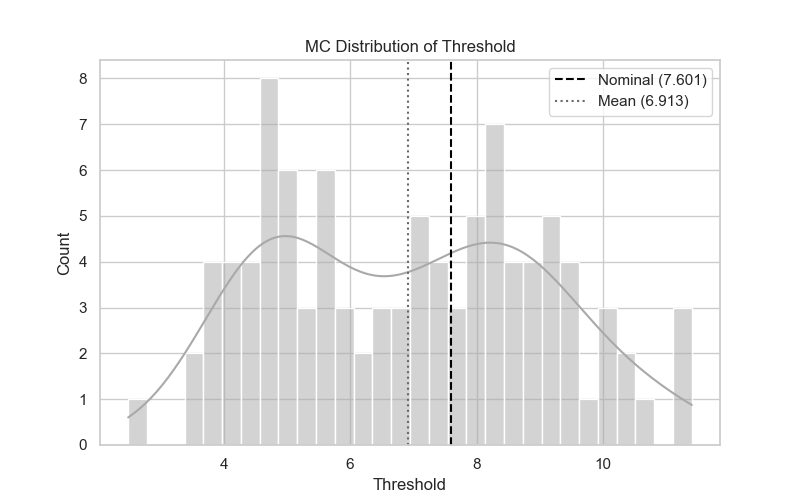 MC Distribution of Threshold
Nominal (7.601)
Mean (6.913)
Count
8
7
6
5
4
3
2
1
0
4
6
8
10
Threshold